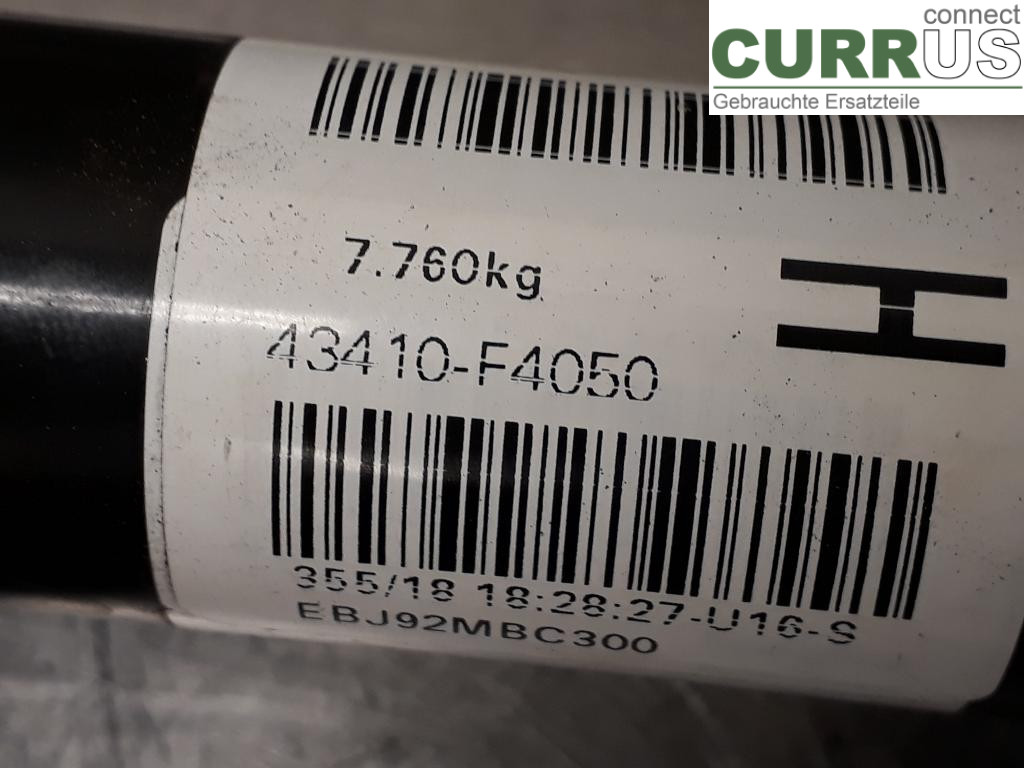 connect
CURRUS
Gebrauchte Ersatzteile
7.760kg
H
43410-F4050
355/18 18:28:27-U16-S
EBJ92MBC300